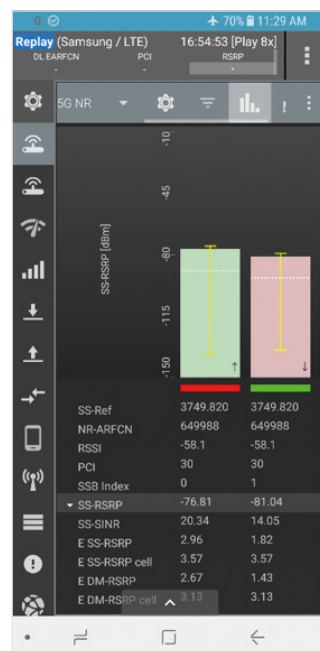 70% 11:29 AM
Replay (Samsung / LTE) 16:54:53 [Play 8x]
DL EARFCN PCI RSRP
- - -
5G NR
SS-RSRP [dBm]
-10
-45
-80
-115
-150
SS-Ref 3749.820 3749.820
NR-ARFCN 649988 649988
RSSI -58.1 -58.1
PCI 30 30
SSB Index 0 1
SS-RSRP -76.81 -81.04
SS-SINR 20.34 14.05
E SS-RSRP 2.96 1.82
E SS-RSRP cell 3.57 3.57
E DM-RSRP 2.67 1.43
E DM-RSRP cell 3.13 3.13